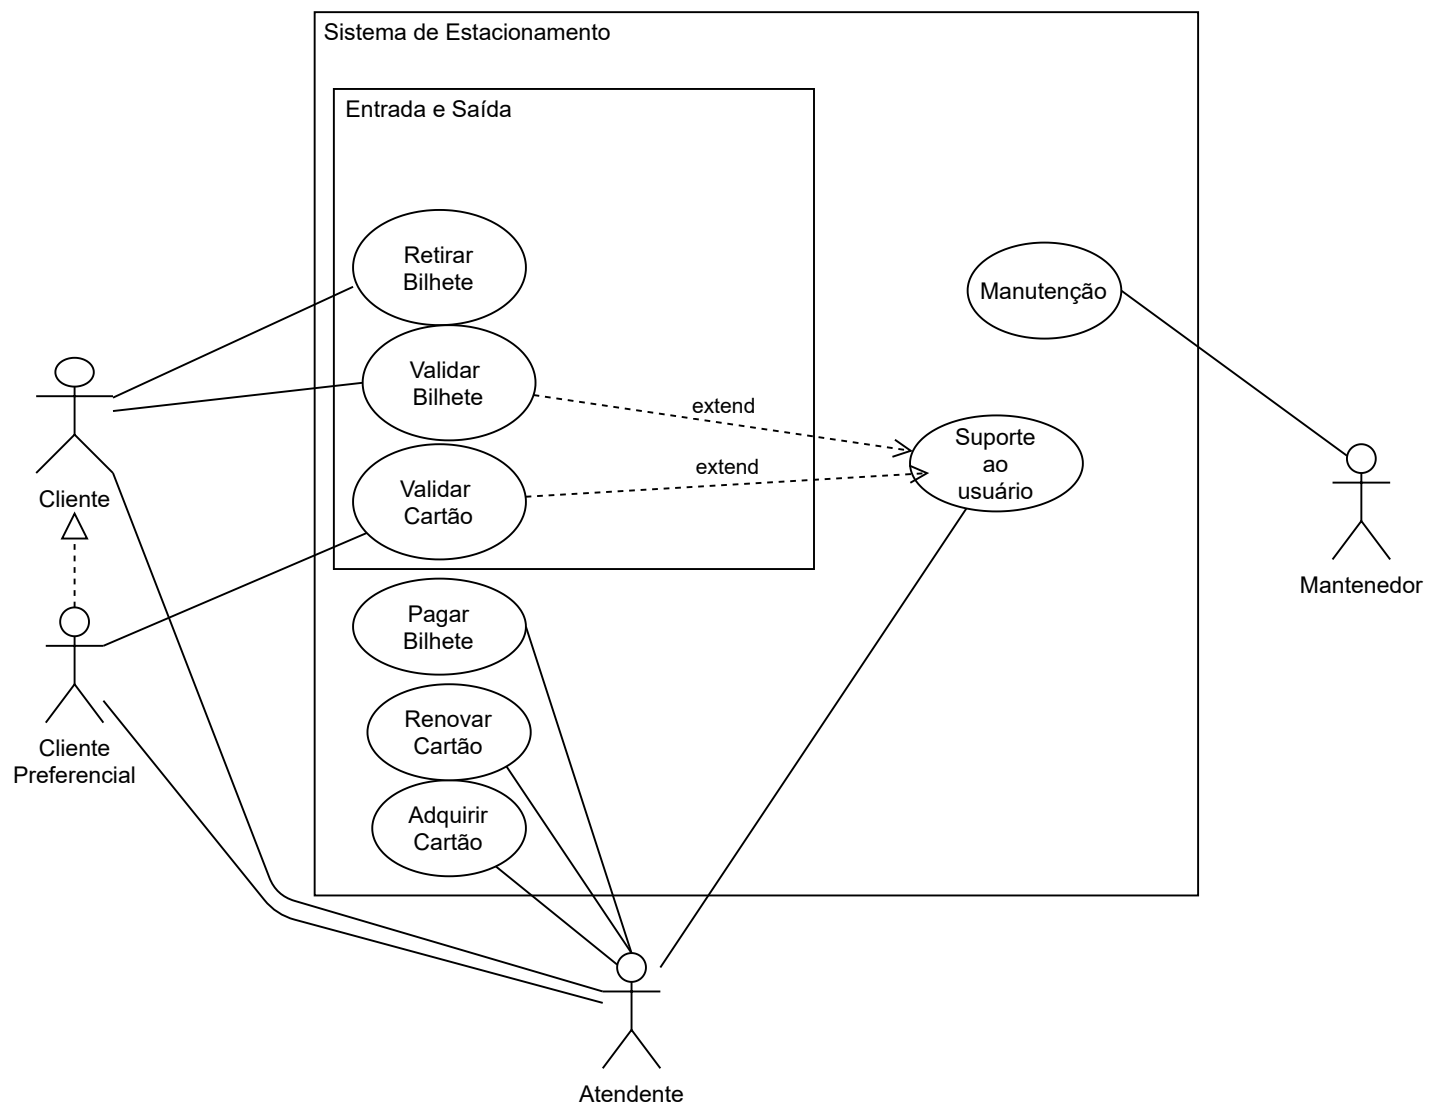 Sistema de Estacionamento
Entrada e Saída
Retirar
Bilhete
Validar
Bilhete
Validar
Cartão
extend
extend
Manutenção
Suporte
ao
usuário
Cliente
Mantenedor
Pagar
Bilhete
Renovar
Cartão
Adquirir
Cartão
Cliente
Preferencial
Atendente